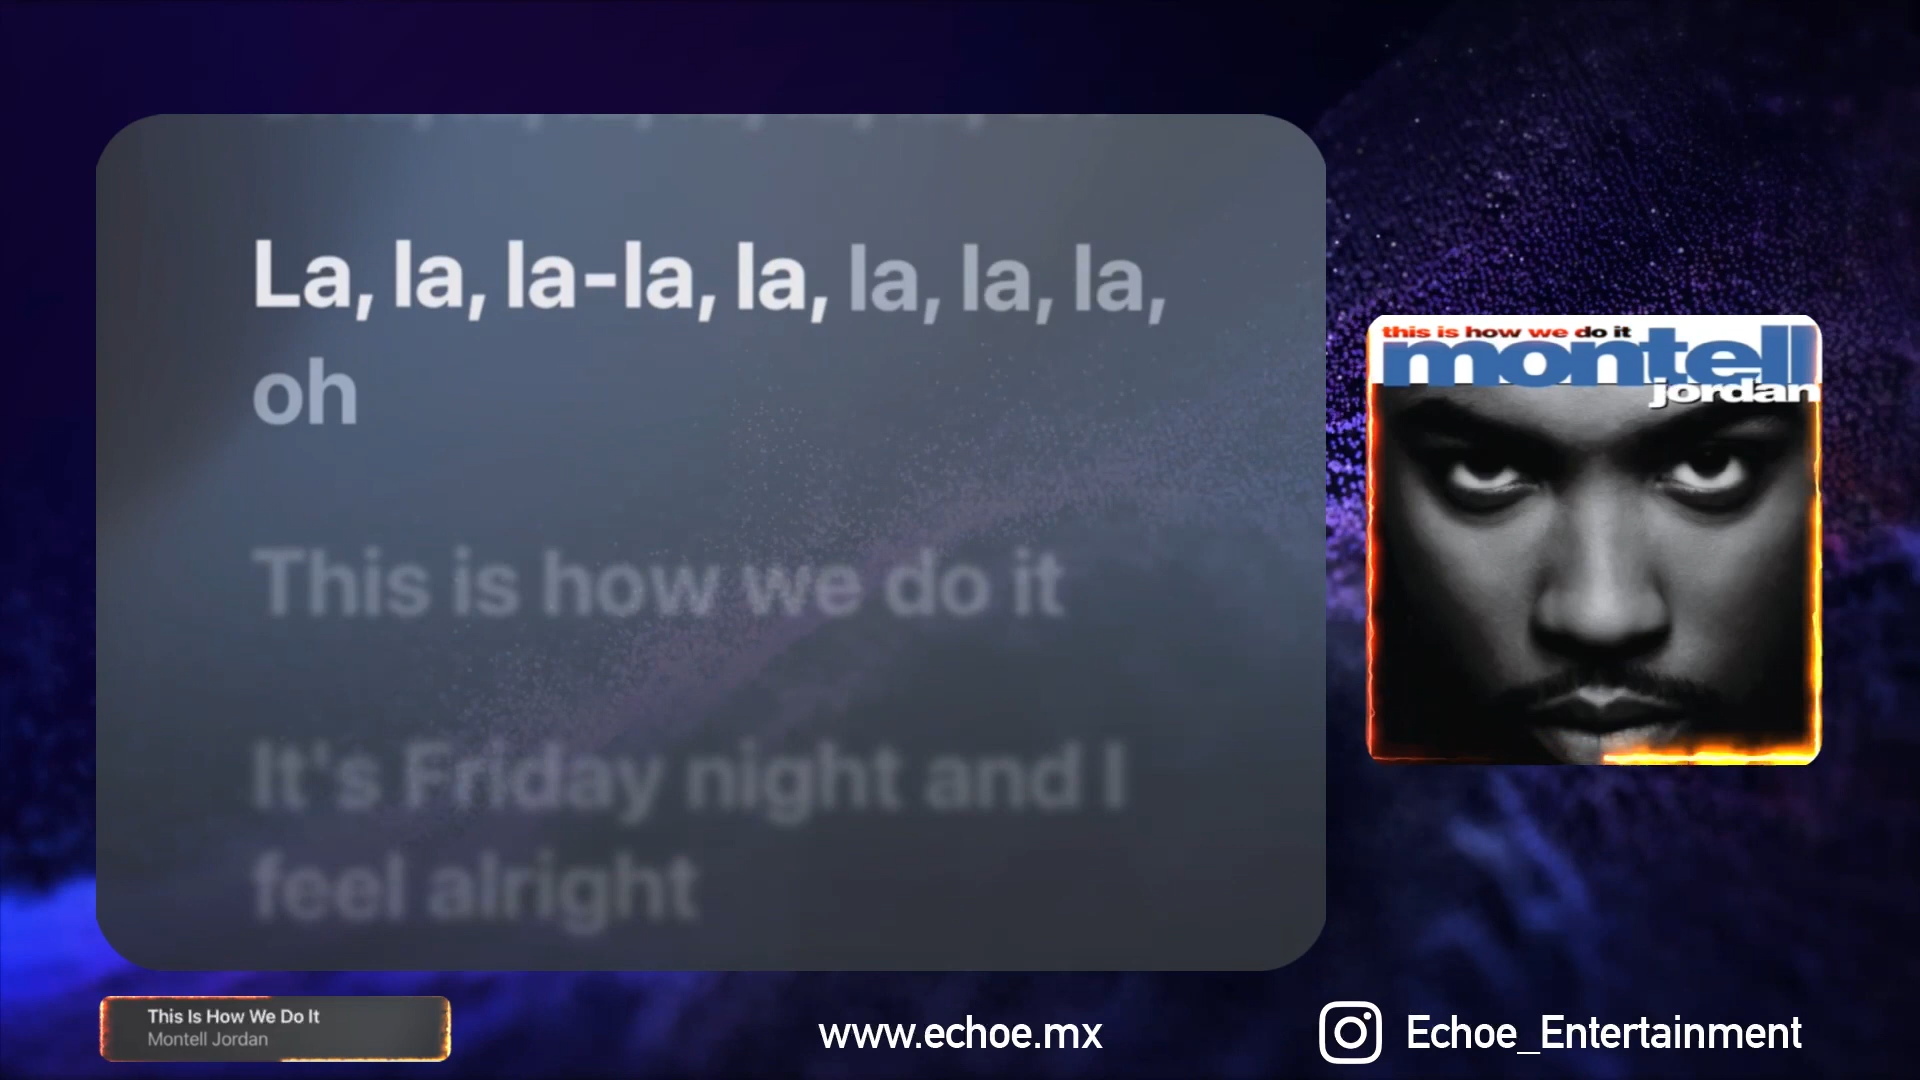 La, la, la-la, la, la, la, la,
oh
This is how we do it
It's Friday night and I
feel alright
this is how we do it
montell
jordan
This Is How We Do It
Montell Jordan
www.echoe.mx
Echoe_Entertainment